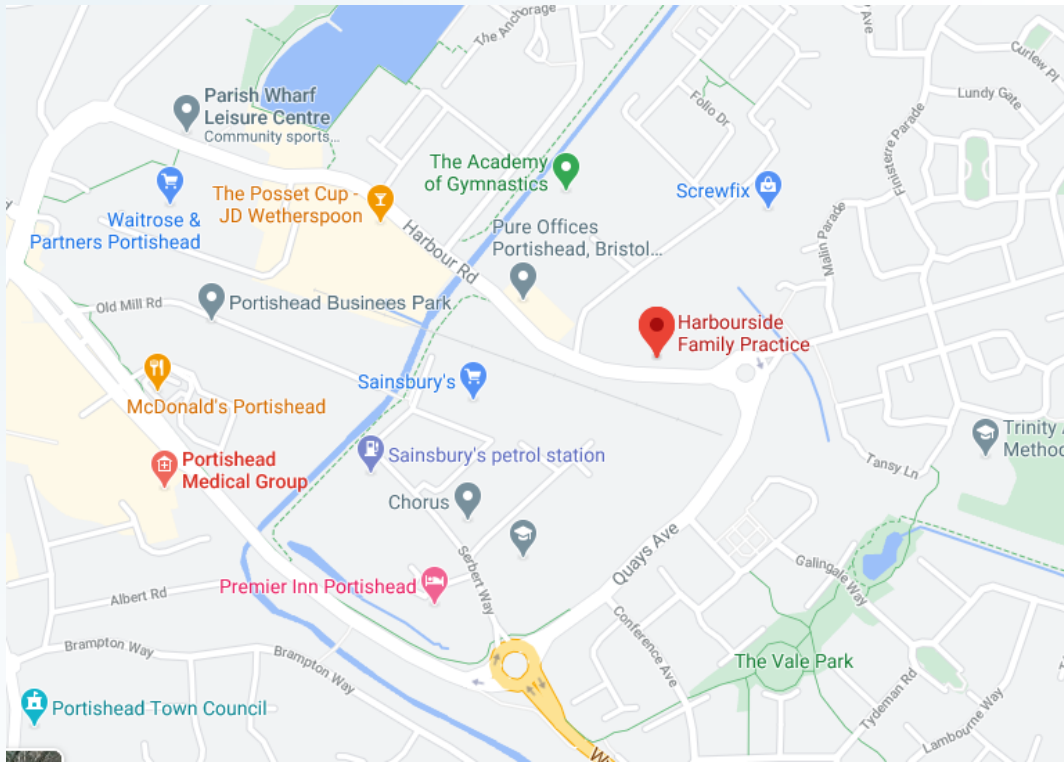 The Anchorage
Ave
Curlew Pl
Lundy Gate
Folio Dr
Finisterre Parade
Parish Wharf
Leisure Centre
Community sports...
The Academy
of Gymnastics
Screwfix
The Posset Cup -
JD Wetherspoon
Waitrose &
Partners Portishead
Harbour Rd
Pure Offices
Portishead, Bristol...
Malin Parade
Old Mill Rd
Portishead Businees Park
Harbourside
Family Practice
Sainsbury's
McDonald's Portishead
Trinity
Tansy Ln
Portishead
Medical Group
Sainsbury's petrol station
Chorus
Quays Ave
Serbert Way
Galingale Way
Premier Inn Portishead
Albert Rd
Conference Ave
Brampton Way
Brampton Way
The Vale Park
Tydeman Rd
Lambourne Way
Portishead Town Council